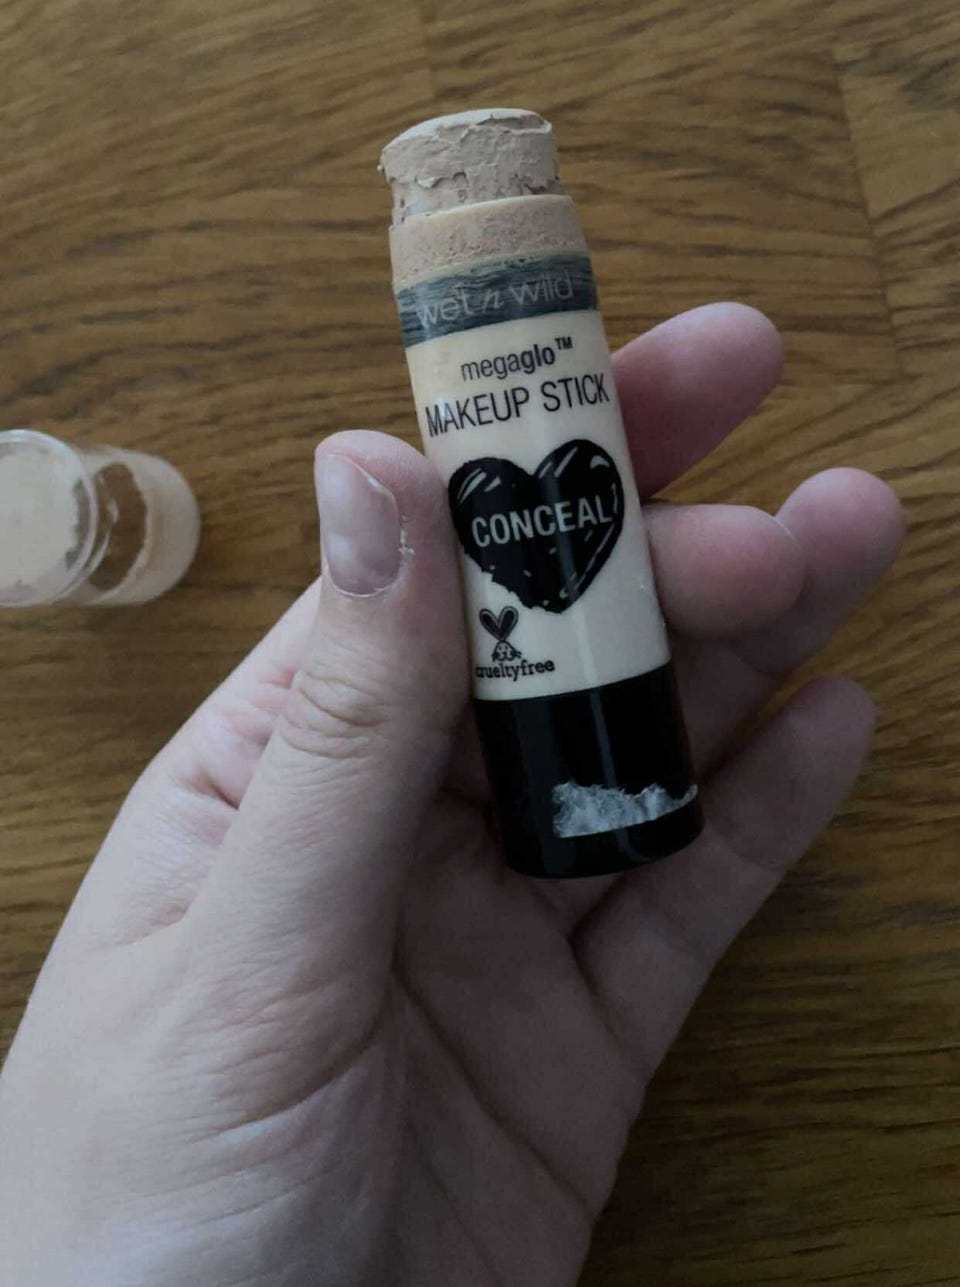 wet n wild
megaglo™
MAKEUP STICK
CONCEAL
crueltyfree